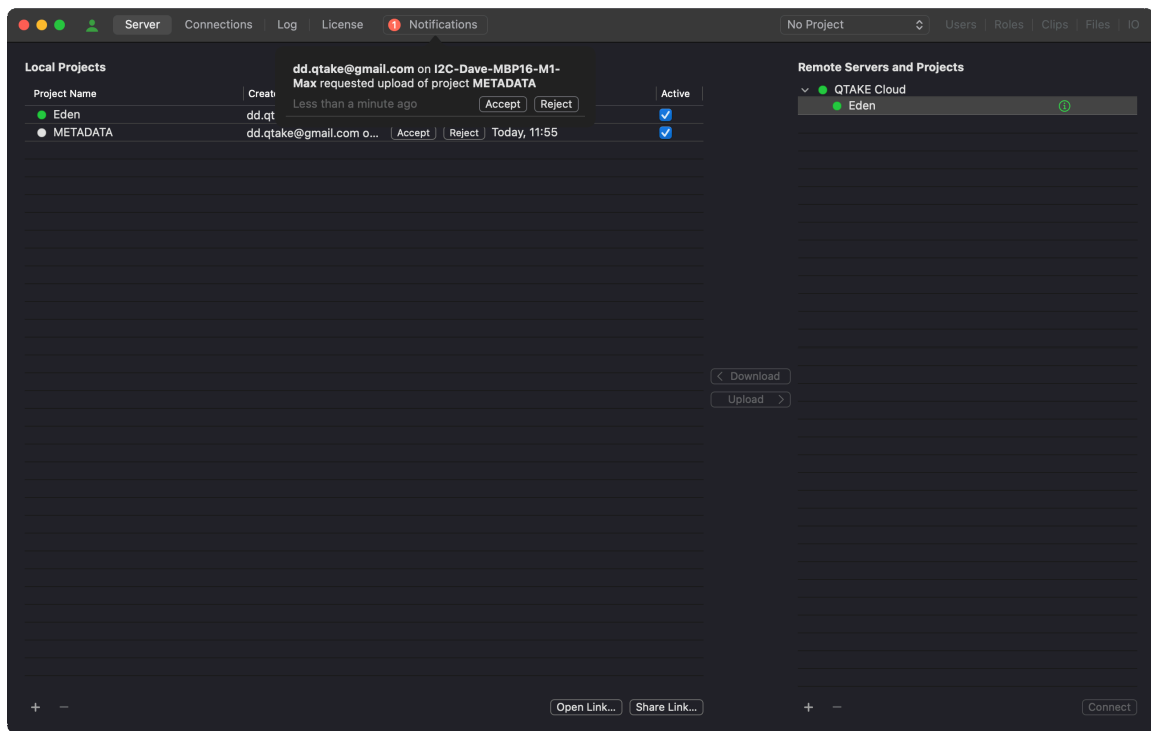 Server Connections Log License 1 Notifications No Project Users Roles Clips Files IO
Local Projects
Project Name Create Active
Eden dd.qt
METADATA dd.qtake@gmail.com o... Accept Reject Today, 11:55
dd.qtake@gmail.com on I2C-Dave-MBP16-M1-
Max requested upload of project METADATA
Less than a minute ago Accept Reject
Remote Servers and Projects
QTAKE Cloud
Eden
Download
Upload
Open Link... Share Link...
Connect